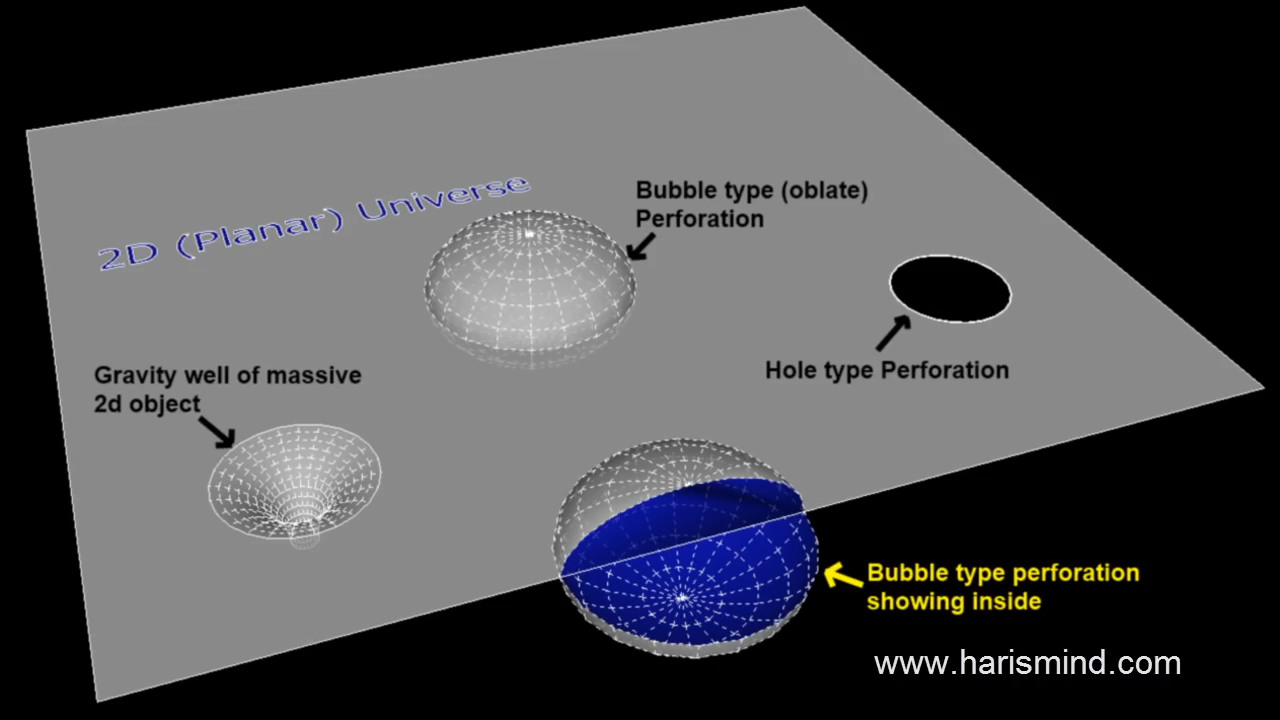 2D (Planar) Universe
Bubble type (oblate)
Perforation
Hole type Perforation
Gravity well of massive
2d object
Bubble type perforation
showing inside
www.harismind.com